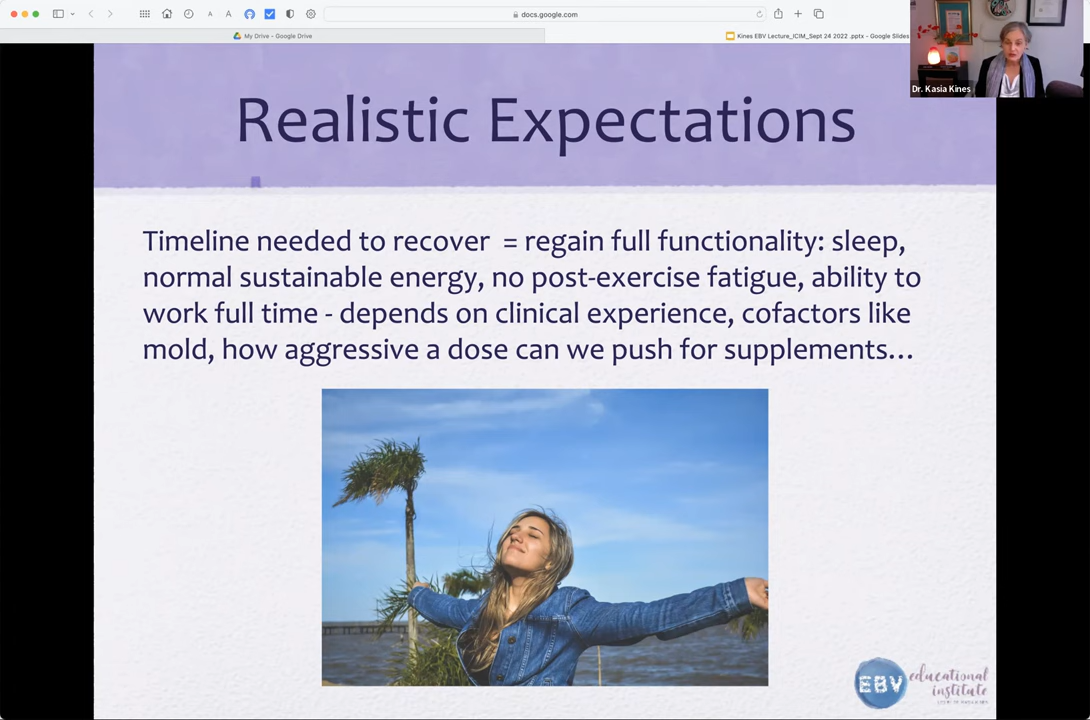 docs.google.com
My Drive - Google Drive
Kines EBV Lecture_ICIM_Sept 24 2022 .pptx - Google Slides
Dr. Kasia Kines
Realistic Expectations
Timeline needed to recover = regain full functionality: sleep,
normal sustainable energy, no post-exercise fatigue, ability to
work full time - depends on clinical experience, cofactors like
mold, how aggressive a dose can we push for supplements...
EBV educational
institute